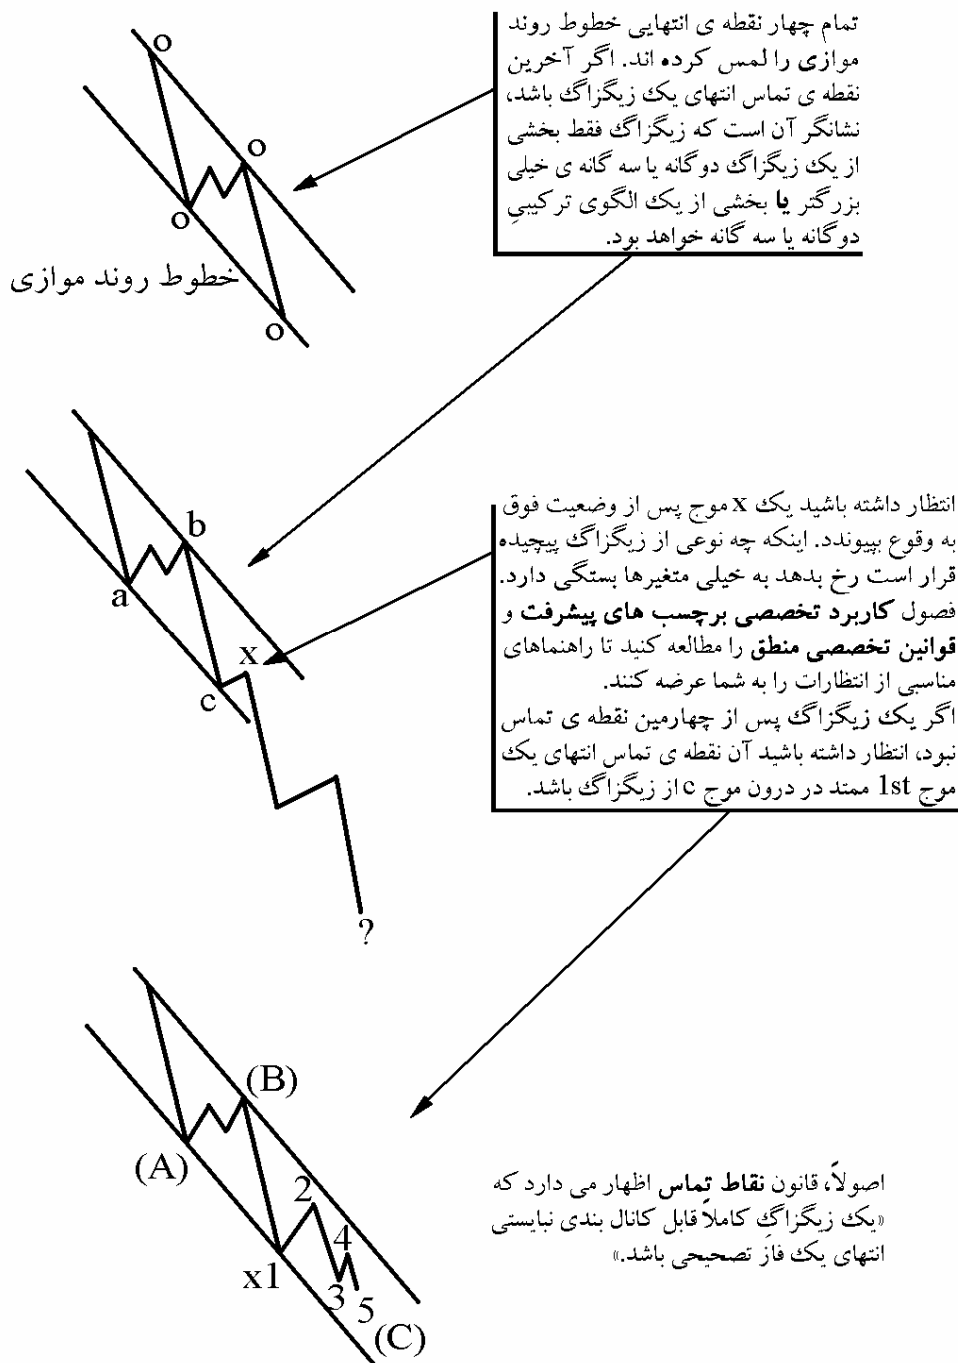 تمام چهار نقطه ی انتهایی خطوط روند
موازی را لمس کرده اند. اگر آخرین
نقطه ی تماس انتهای یک زیگزاگ باشد،
نشانگر آن است که زیگزاگ فقط بخشی
از یک زیگزاگ دوگانه یا سه گانه ی خیلی
بزرگتر یا بخشی از یک الگوی ترکیبیِ
دوگانه یا سه گانه خواهد بود.
o
o
o
o
خطوط روند موازی
انتظار داشته باشید یک x موج پس از وضعیت فوق
به وقوع بپیوندد. اینکه چه نوعی از زیگزاگ پیچیده
قرار است رخ بدهد به خیلی متغیرها بستگی دارد.
فصول کاربرد تخصصی برچسب های پیشرفت و
قوانین تخصصی منطق را مطالعه کنید تا راهنماهای
مناسبی از انتظارات را به شما عرضه کنند.
اگر یک زیگزاگ پس از چهارمین نقطه ی تماس
نبود، انتظار داشته باشید آن نقطه ی تماس انتهای یک
موج 1st ممتد در درون موج c از زیگزاگ باشد.
b
a
x
c
?
(B)
(A)
2
4
x1
3
5
(C)
اصولاً، قانون نقاط تماس اظهار می دارد که
«یک زیگزاگِ کاملاً قابل کانال بندی نبایستی
انتهای یک فاز تصحیحی باشد.»